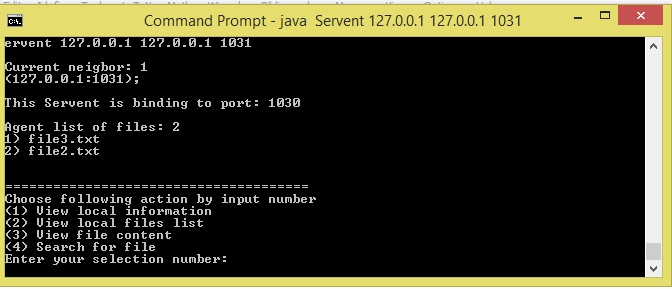 Command Prompt - java Servent 127.0.0.1 127.0.0.1 1031
ervent 127.0.0.1 127.0.0.1 1031
Current neigbor: 1
(127.0.0.1:1031);
This Servent is binding to port: 1030
Agent list of files: 2
1) file3.txt
2) file2.txt
======================================
Choose following action by input number
(1) View local information
(2) View local files list
(3) View file content
(4) Search for file
Enter your selection number: